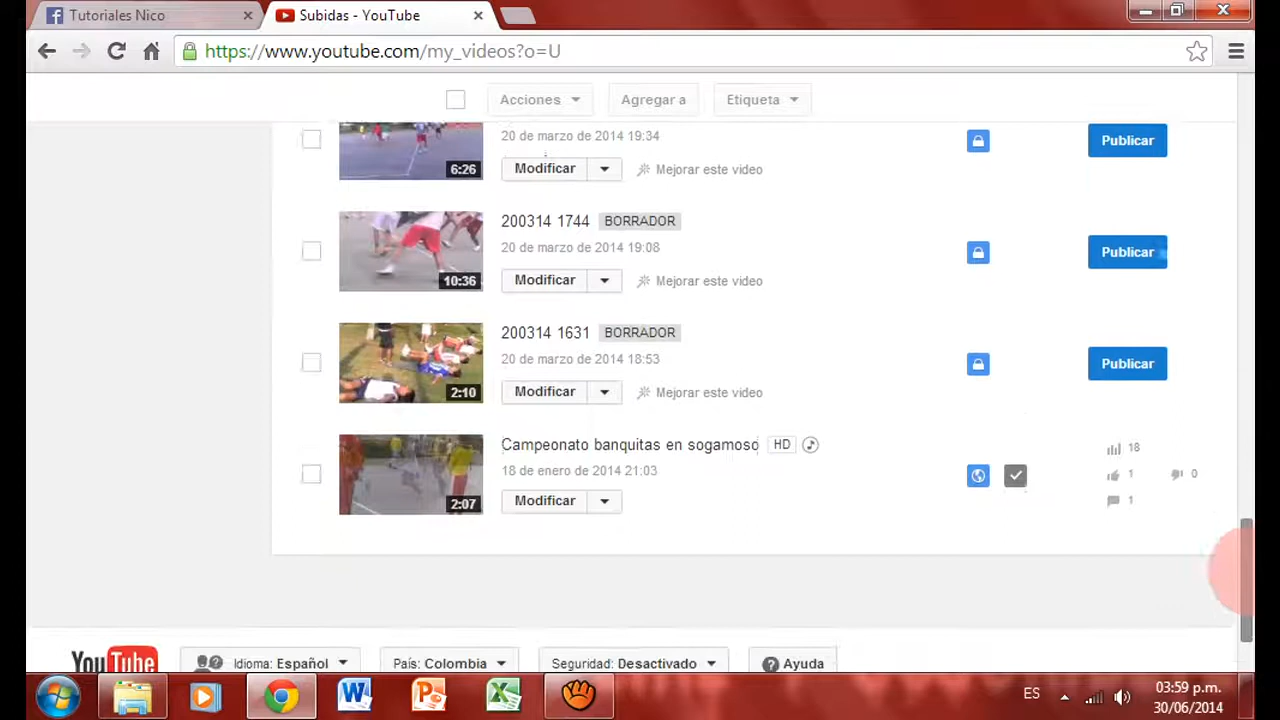 Tutoriales Nico
Subidas - YouTube
https://www.youtube.com/my_videos?o=U
Acciones
Agregar a
Etiqueta
20 de marzo de 2014 19:34
6:26
Modificar
Mejorar este video
Publicar
200314 1744 BORRADOR
20 de marzo de 2014 19:08
10:36
Modificar
Mejorar este video
Publicar
200314 1631 BORRADOR
20 de marzo de 2014 18:53
2:10
Modificar
Mejorar este video
Publicar
Campeonato banquitas en sogamoso HD
18 de enero de 2014 21:03
2:07
Modificar
18
1
0
1
YouTube
Idioma: Español
País: Colombia
Seguridad: Desactivado
Ayuda
ES
03:59 p.m.
30/06/2014